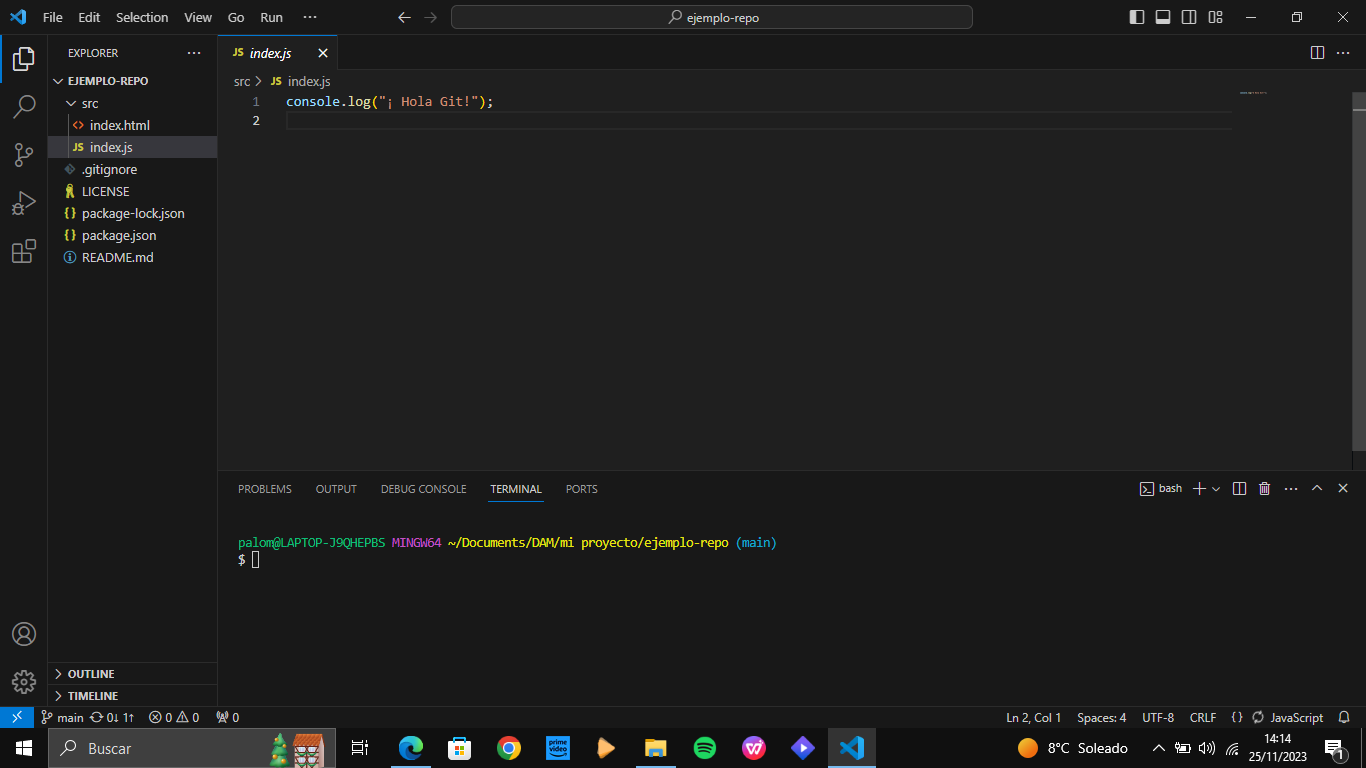 File Edit Selection View Go Run ···
ejemplo-repo
EXPLORER
EJEMPLO-REPO
src
index.html
JS index.js
.gitignore
LICENSE
{} package-lock.json
{} package.json
README.md
OUTLINE
TIMELINE
JS index.js
src > JS index.js
1 console.log("¡ Hola Git!");
2
PROBLEMS OUTPUT DEBUG CONSOLE TERMINAL PORTS
bash
palom@LAPTOP-J9QHEPBS MINGW64 ~/Documents/DAM/mi proyecto/ejemplo-repo (main)
$
main 0↓ 1↑ 0 0 0
Ln 2, Col 1 Spaces: 4 UTF-8 CRLF {} JavaScript
Buscar
prime video
8°C Soleado
14:14
25/11/2023
1